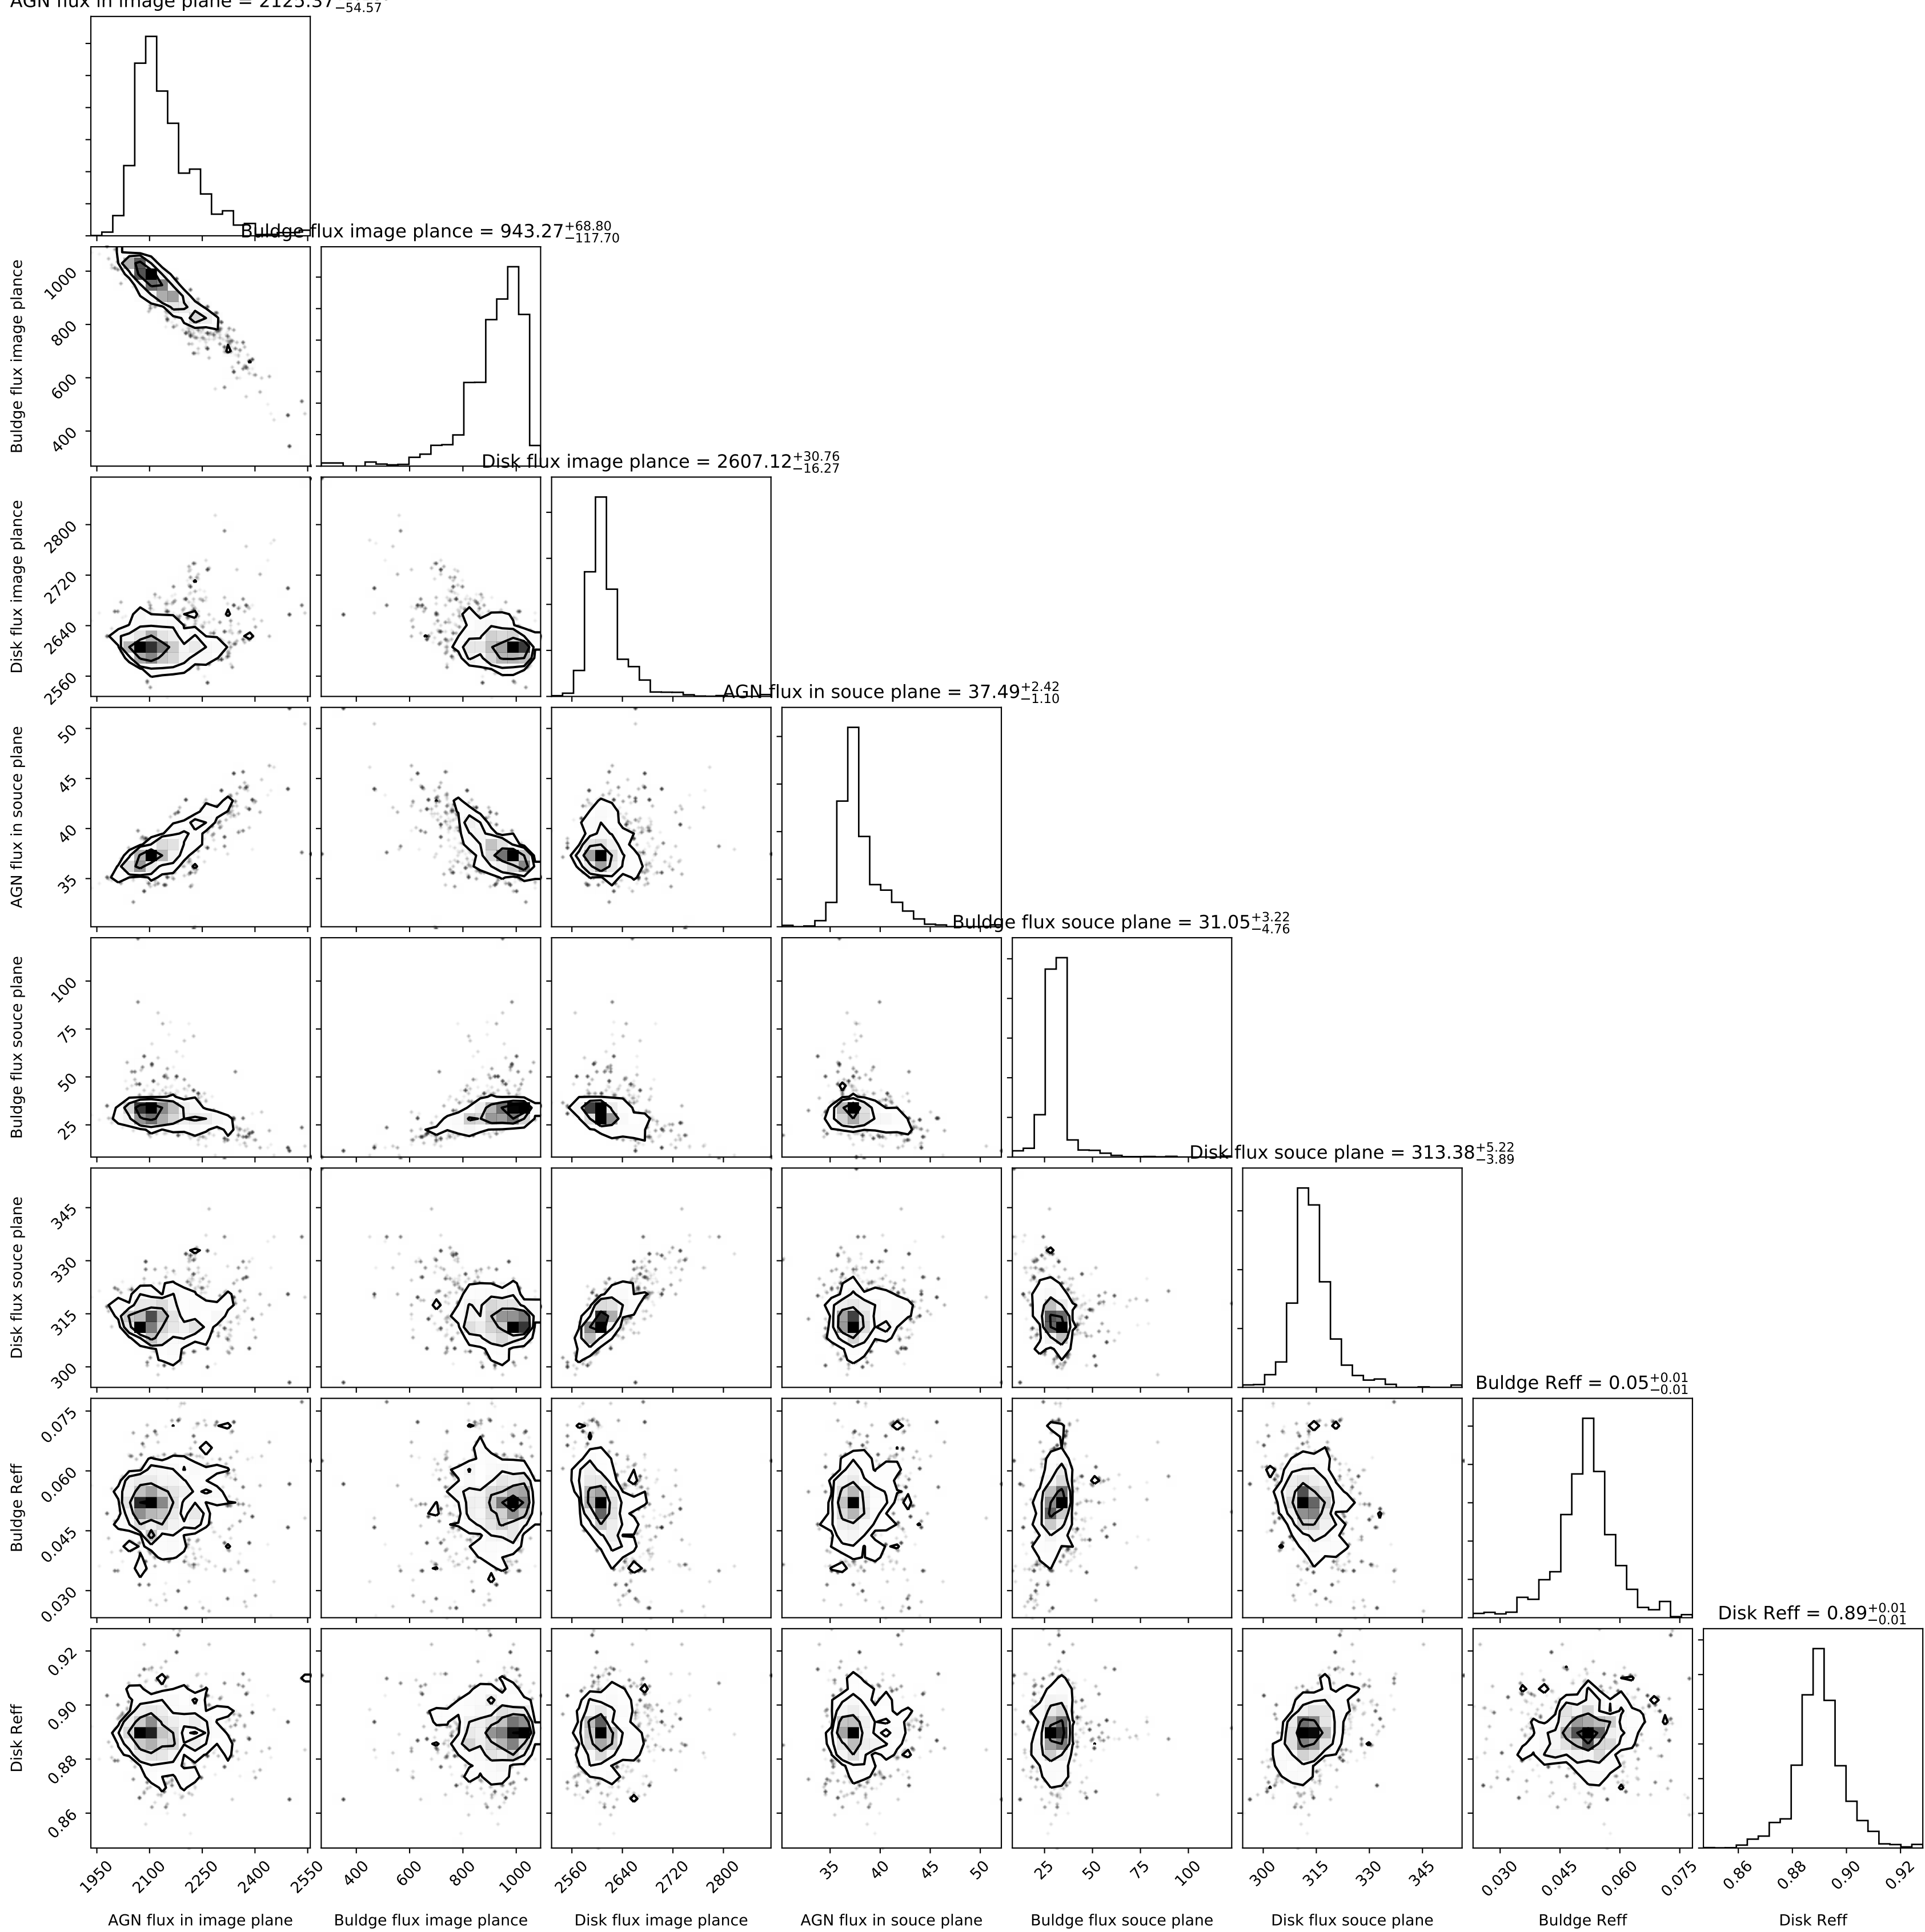 AGN flux in image plane = 2125.37 −54.57
Buldge flux image plance = 943.27 +68.80 −117.70
1000
800
600
400
Buldge flux image plance
Disk flux image plance = 2607.12 +30.76 −16.27
2800
2720
2640
2560
Disk flux image plance
AGN flux in souce plane = 37.49 +2.42 −1.10
50
45
40
35
AGN flux in souce plane
Buldge flux souce plane = 31.05 +3.22 −4.76
100
75
50
25
Buldge flux souce plane
Disk flux souce plane = 313.38 +5.22 −3.89
345
330
315
300
Disk flux souce plane
Buldge Reff = 0.05 +0.01 −0.01
0.075
0.060
0.045
0.030
Buldge Reff
Disk Reff = 0.89 +0.01 −0.01
0.92
0.90
0.88
0.86
Disk Reff
1950 2100 2250 2400 2550 400 600 800 1000 2560 2640 2720 2800 35 40 45 50 25 50 75 100 300 315 330 345 0.030 0.045 0.060 0.075 0.86 0.88 0.90 0.92
AGN flux in image plane Buldge flux image plance Disk flux image plance AGN flux in souce plane Buldge flux souce plane Disk flux souce plane Buldge Reff Disk Reff